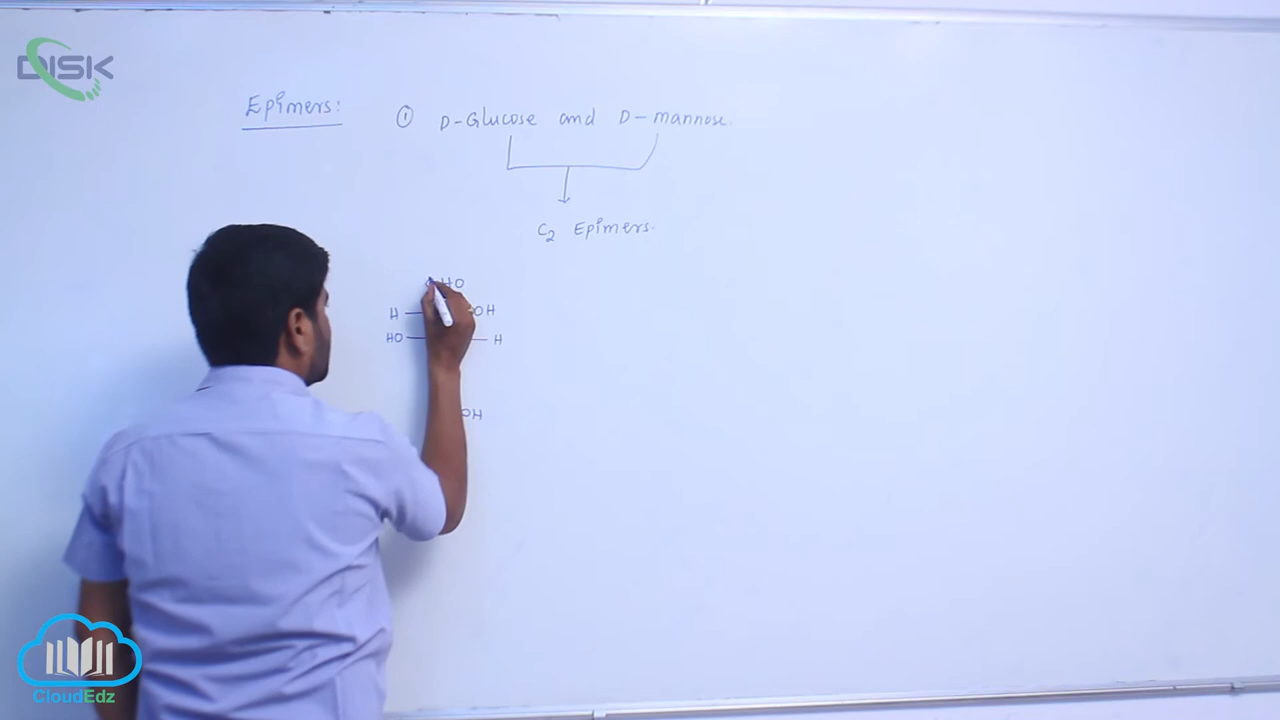 DISK
Epimers: ① D-Glucose and D-mannose.
C₂ Epimers.
CHO
H OH
HO H
OH
CloudEdz